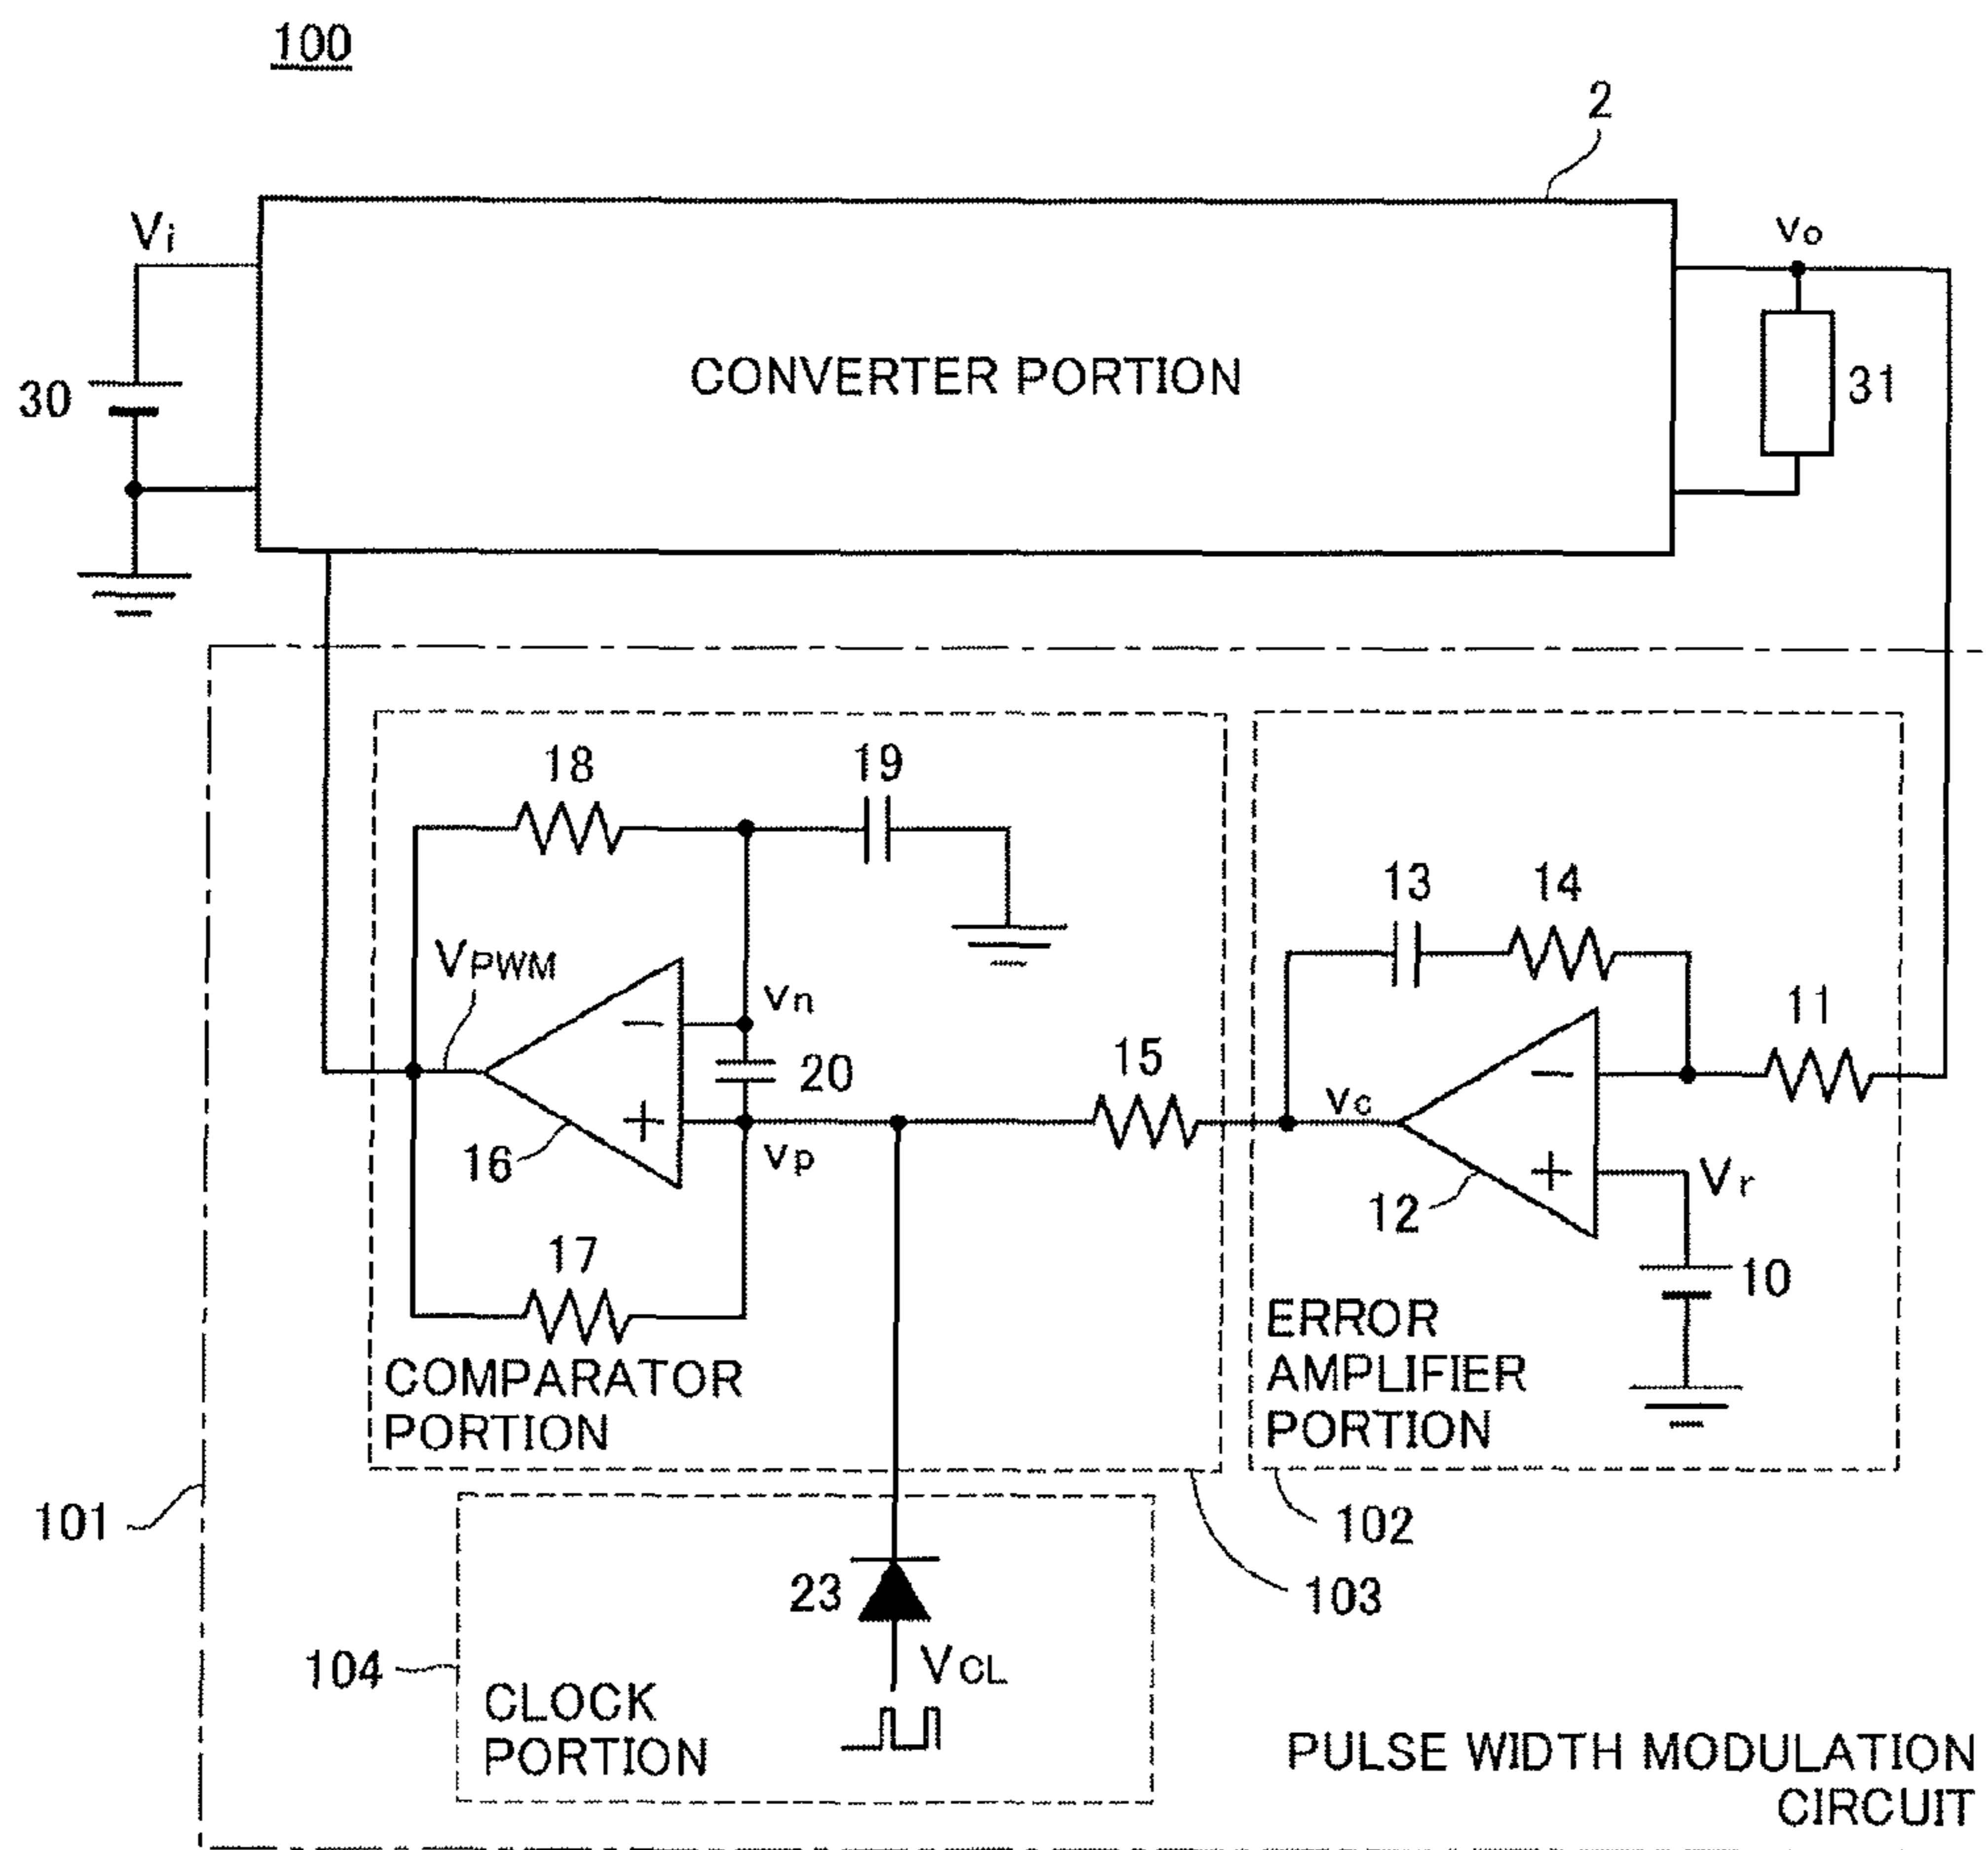 100
2
Vi
vo
CONVERTER PORTION
30
31
18
19
13
14
VPWM
vn
11
15
20
vc
vp
16
Vr
12
17
10
ERROR
AMPLIFIER
PORTION
COMPARATOR
PORTION
101
102
103
23
104
VCL
CLOCK
PORTION
PULSE WIDTH MODULATION
CIRCUIT
− 
+
−
+